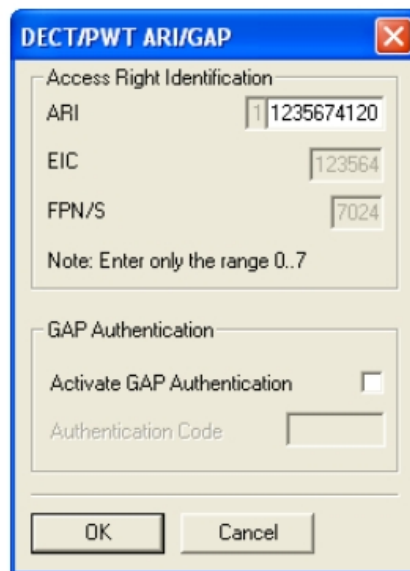 DECT/PWT ARI/GAP
Access Right Identification
ARI 1 1235674120
EIC 123564
FPN/S 7024
Note: Enter only the range 0..7
GAP Authentication
Activate GAP Authentication
Authentication Code
OK Cancel